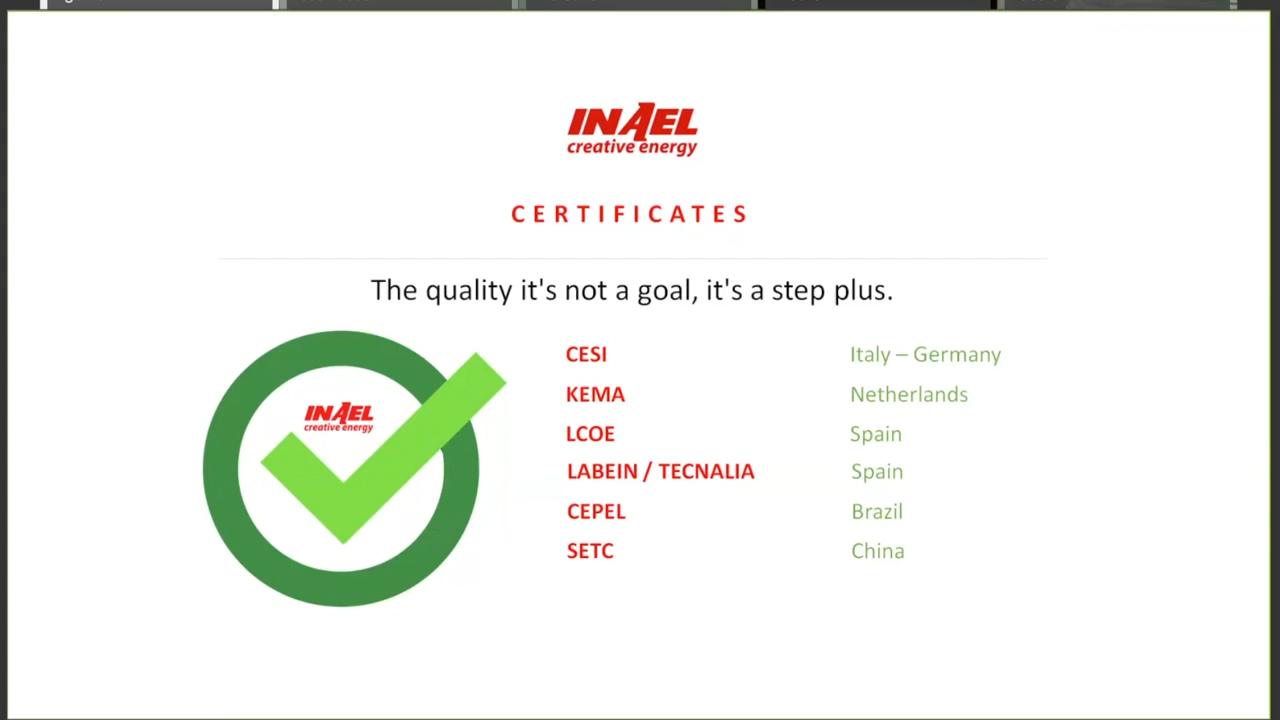 INAEL
creative energy
CERTIFICATES
The quality it's not a goal, it's a step plus.
INAEL
creative energy
CESI Italy – Germany
KEMA Netherlands
LCOE Spain
LABEIN / TECNALIA Spain
CEPEL Brazil
SETC China